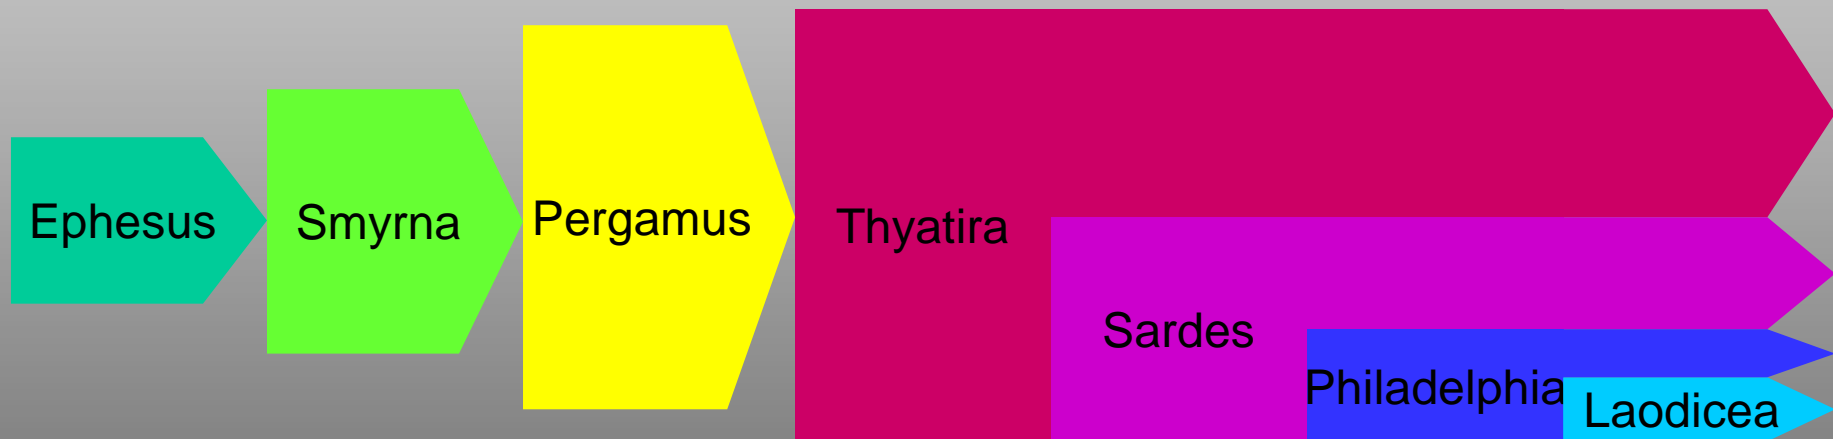 Ephesus
Smyrna
Pergamus
Thyatira
Sardes
Philadelphia
Laodicea